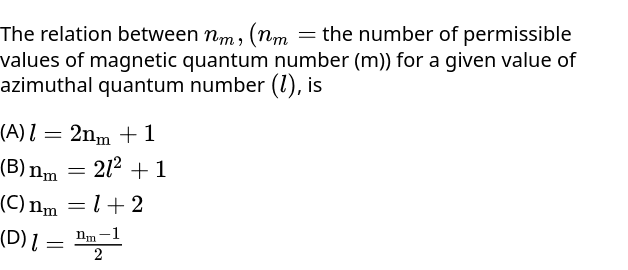 The relation between $n_m$, ($n_m$ = the number of permissible
values of magnetic quantum number (m)) for a given value of
azimuthal quantum number ($l$), is
(A) $l = 2\mathrm{n_m} + 1$
(B) $\mathrm{n_m} = 2l^2 + 1$
(C) $\mathrm{n_m} = l + 2$
(D) $l = \frac{\mathrm{n_m} - 1}{2}$